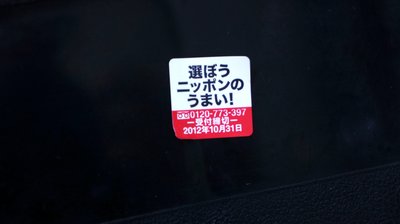 選ぼう
ニッポンの
うまい!
0120-773-397
ー受付締切ー
2012年10月31日